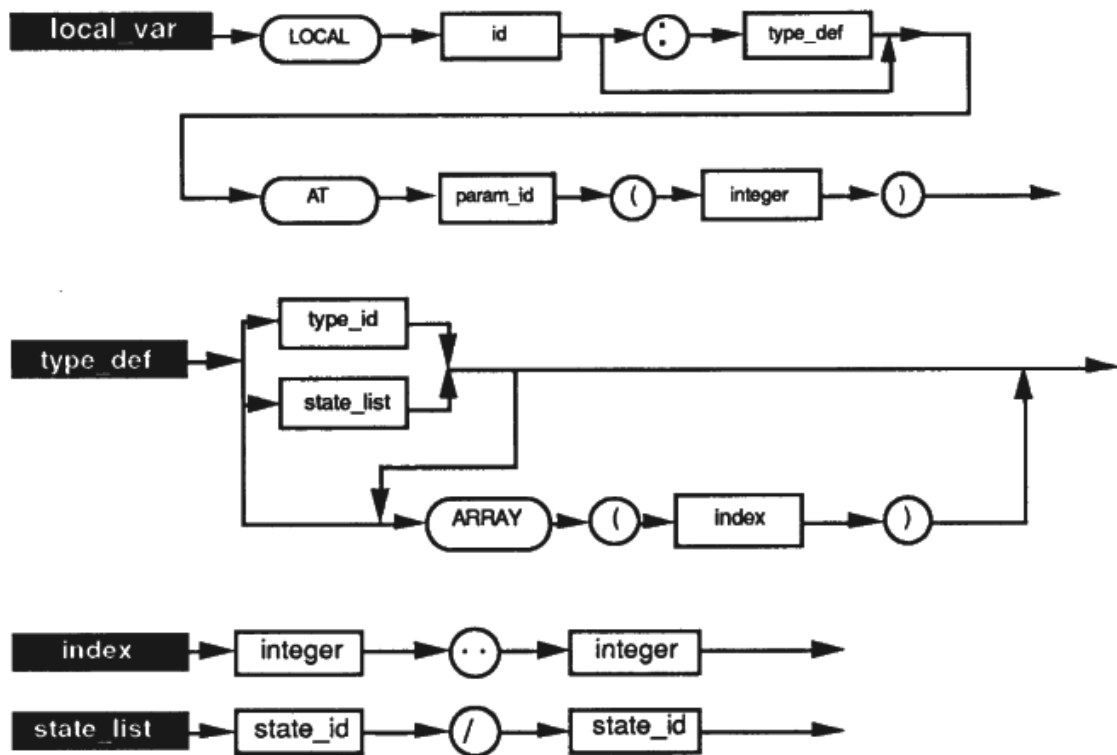 local_var LOCAL id : type_def
AT param_id ( integer )
type_id
type_def
state_list
ARRAY ( index )
index integer .. integer
state_list state_id / state_id